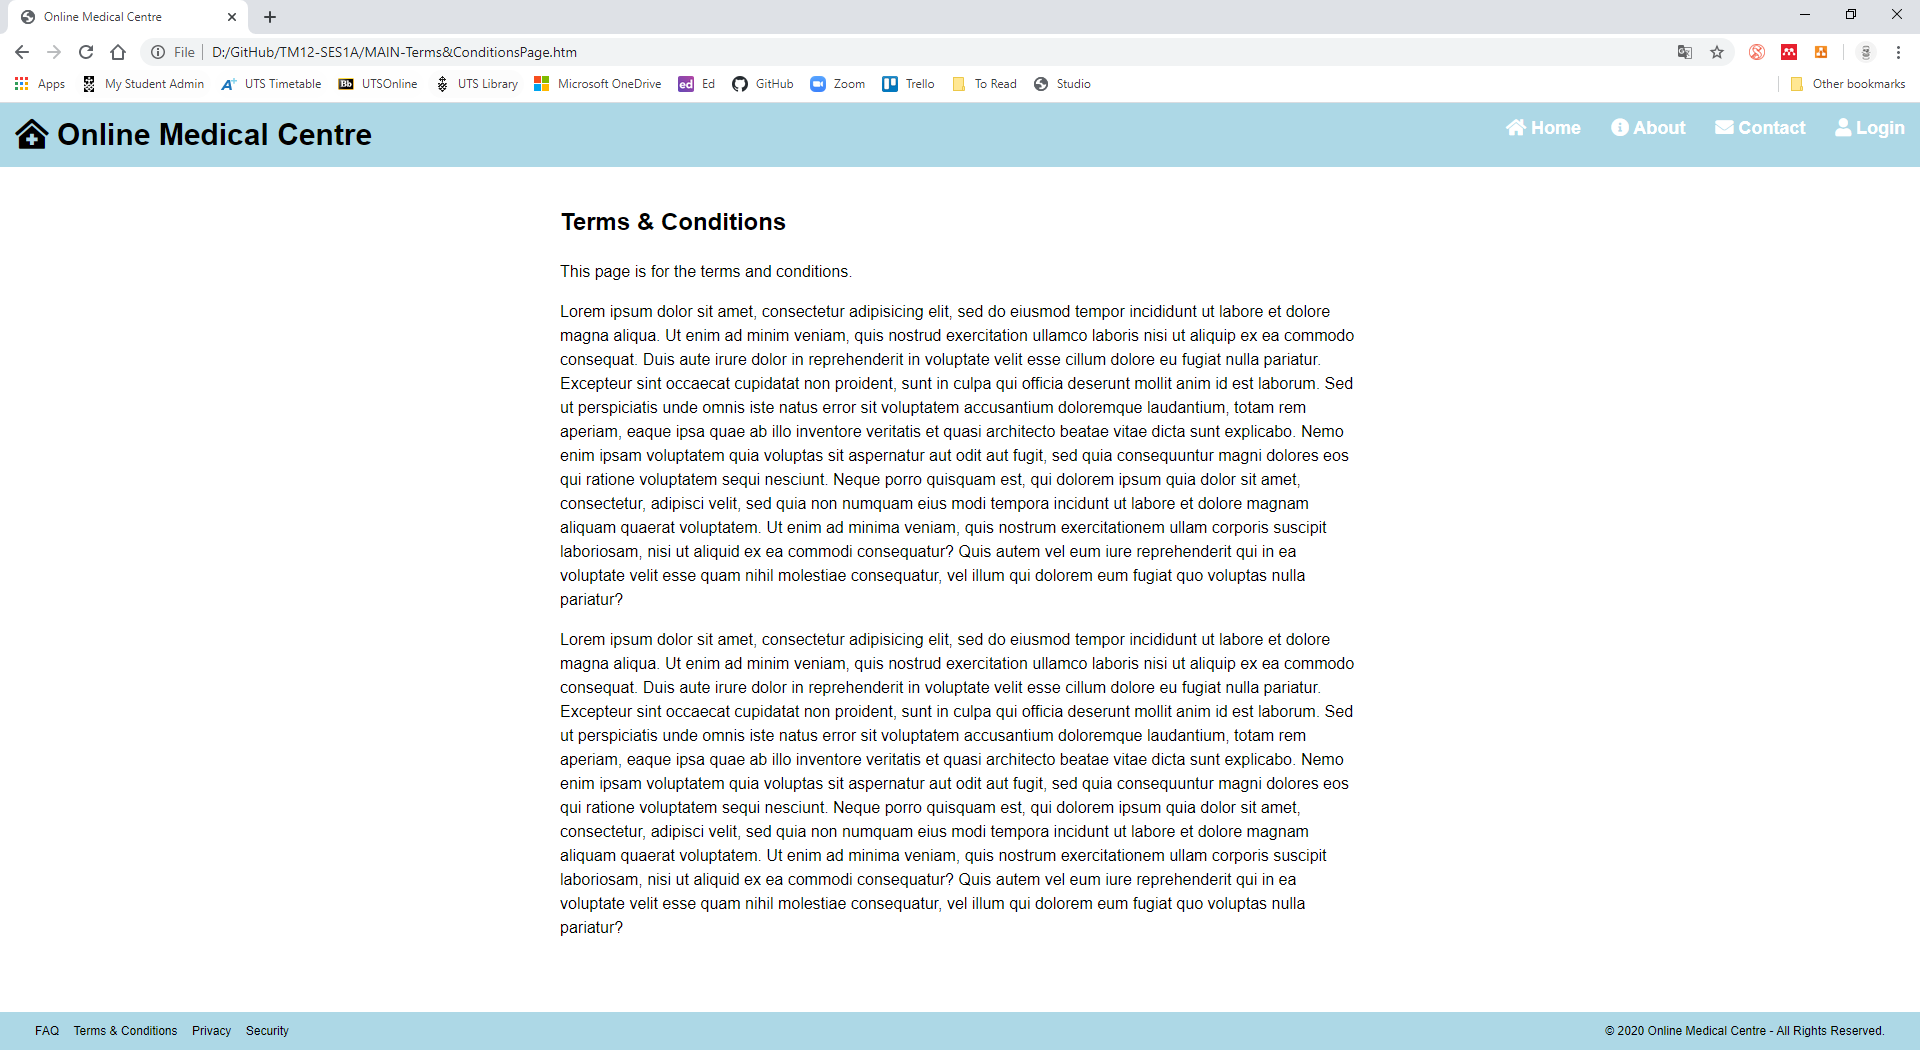 Online Medical Centre
File
D:/GitHub/TM12-SES1A/MAIN-Terms&ConditionsPage.htm
Apps My Student Admin UTS Timetable UTSOnline UTS Library Microsoft OneDrive Ed GitHub Zoom Trello To Read Studio Other bookmarks
Online Medical Centre Home About Contact Login
Terms & Conditions
This page is for the terms and conditions.
Lorem ipsum dolor sit amet, consectetur adipisicing elit, sed do eiusmod tempor incididunt ut labore et dolore
magna aliqua. Ut enim ad minim veniam, quis nostrud exercitation ullamco laboris nisi ut aliquip ex ea commodo
consequat. Duis aute irure dolor in reprehenderit in voluptate velit esse cillum dolore eu fugiat nulla pariatur.
Excepteur sint occaecat cupidatat non proident, sunt in culpa qui officia deserunt mollit anim id est laborum. Sed
ut perspiciatis unde omnis iste natus error sit voluptatem accusantium doloremque laudantium, totam rem
aperiam, eaque ipsa quae ab illo inventore veritatis et quasi architecto beatae vitae dicta sunt explicabo. Nemo
enim ipsam voluptatem quia voluptas sit aspernatur aut odit aut fugit, sed quia consequuntur magni dolores eos
qui ratione voluptatem sequi nesciunt. Neque porro quisquam est, qui dolorem ipsum quia dolor sit amet,
consectetur, adipisci velit, sed quia non numquam eius modi tempora incidunt ut labore et dolore magnam
aliquam quaerat voluptatem. Ut enim ad minima veniam, quis nostrum exercitationem ullam corporis suscipit
laboriosam, nisi ut aliquid ex ea commodi consequatur? Quis autem vel eum iure reprehenderit qui in ea
voluptate velit esse quam nihil molestiae consequatur, vel illum qui dolorem eum fugiat quo voluptas nulla
pariatur?
Lorem ipsum dolor sit amet, consectetur adipisicing elit, sed do eiusmod tempor incididunt ut labore et dolore
magna aliqua. Ut enim ad minim veniam, quis nostrud exercitation ullamco laboris nisi ut aliquip ex ea commodo
consequat. Duis aute irure dolor in reprehenderit in voluptate velit esse cillum dolore eu fugiat nulla pariatur.
Excepteur sint occaecat cupidatat non proident, sunt in culpa qui officia deserunt mollit anim id est laborum. Sed
ut perspiciatis unde omnis iste natus error sit voluptatem accusantium doloremque laudantium, totam rem
aperiam, eaque ipsa quae ab illo inventore veritatis et quasi architecto beatae vitae dicta sunt explicabo. Nemo
enim ipsam voluptatem quia voluptas sit aspernatur aut odit aut fugit, sed quia consequuntur magni dolores eos
qui ratione voluptatem sequi nesciunt. Neque porro quisquam est, qui dolorem ipsum quia dolor sit amet,
consectetur, adipisci velit, sed quia non numquam eius modi tempora incidunt ut labore et dolore magnam
aliquam quaerat voluptatem. Ut enim ad minima veniam, quis nostrum exercitationem ullam corporis suscipit
laboriosam, nisi ut aliquid ex ea commodi consequatur? Quis autem vel eum iure reprehenderit qui in ea
voluptate velit esse quam nihil molestiae consequatur, vel illum qui dolorem eum fugiat quo voluptas nulla
pariatur?
FAQ Terms & Conditions Privacy Security © 2020 Online Medical Centre - All Rights Reserved.